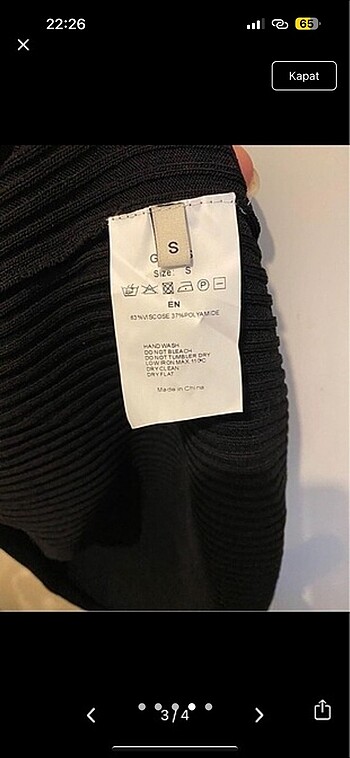 22:26
65
Kapat
S
Size: S
EN
63%VISCOSE 37%POLYAMIDE
HAND WASH
DO NOT BLEACH
DO NOT TUMBLER DRY
LOW IRON MAX 110°C
DRY CLEAN
DRY FLAT
Made in China
3/4